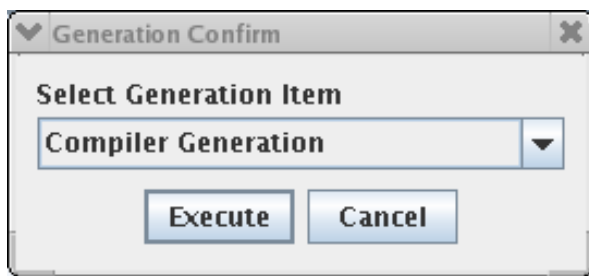 Generation Confirm
Select Generation Item
Compiler Generation
Execute Cancel